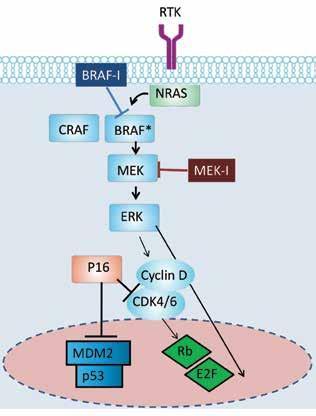 RTK
BRAF-I
NRAS
CRAF
BRAF*
MEK
MEK-I
ERK
P16
Cyclin D
CDK4/6
MDM2
p53
Rb
E2F